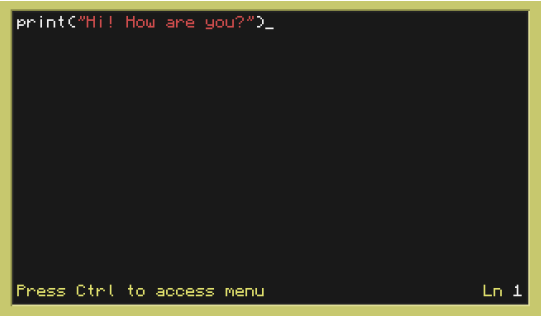 print("Hi! How are you?")_
Press Ctrl to access menu
Ln 1